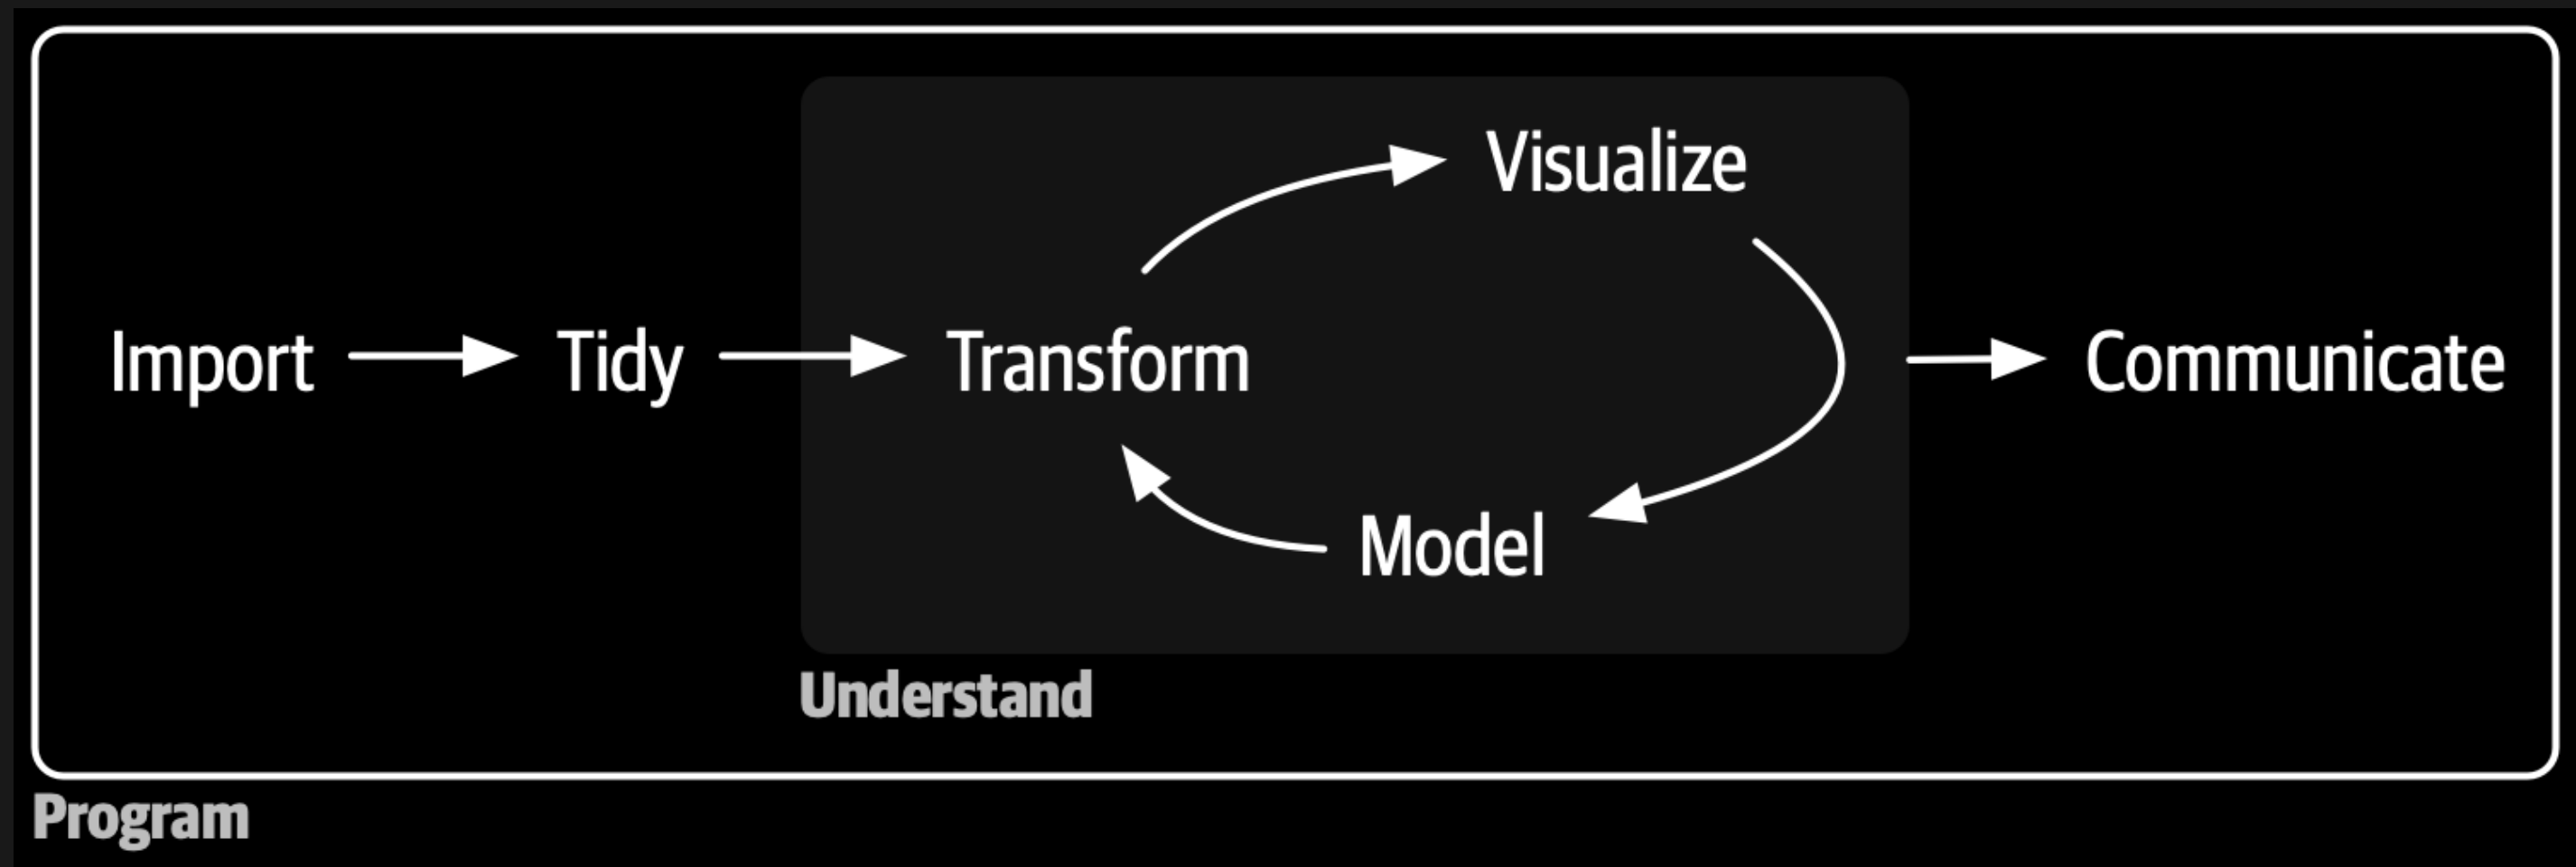 Visualize
Import Tidy Transform Communicate
Model
Understand
Program